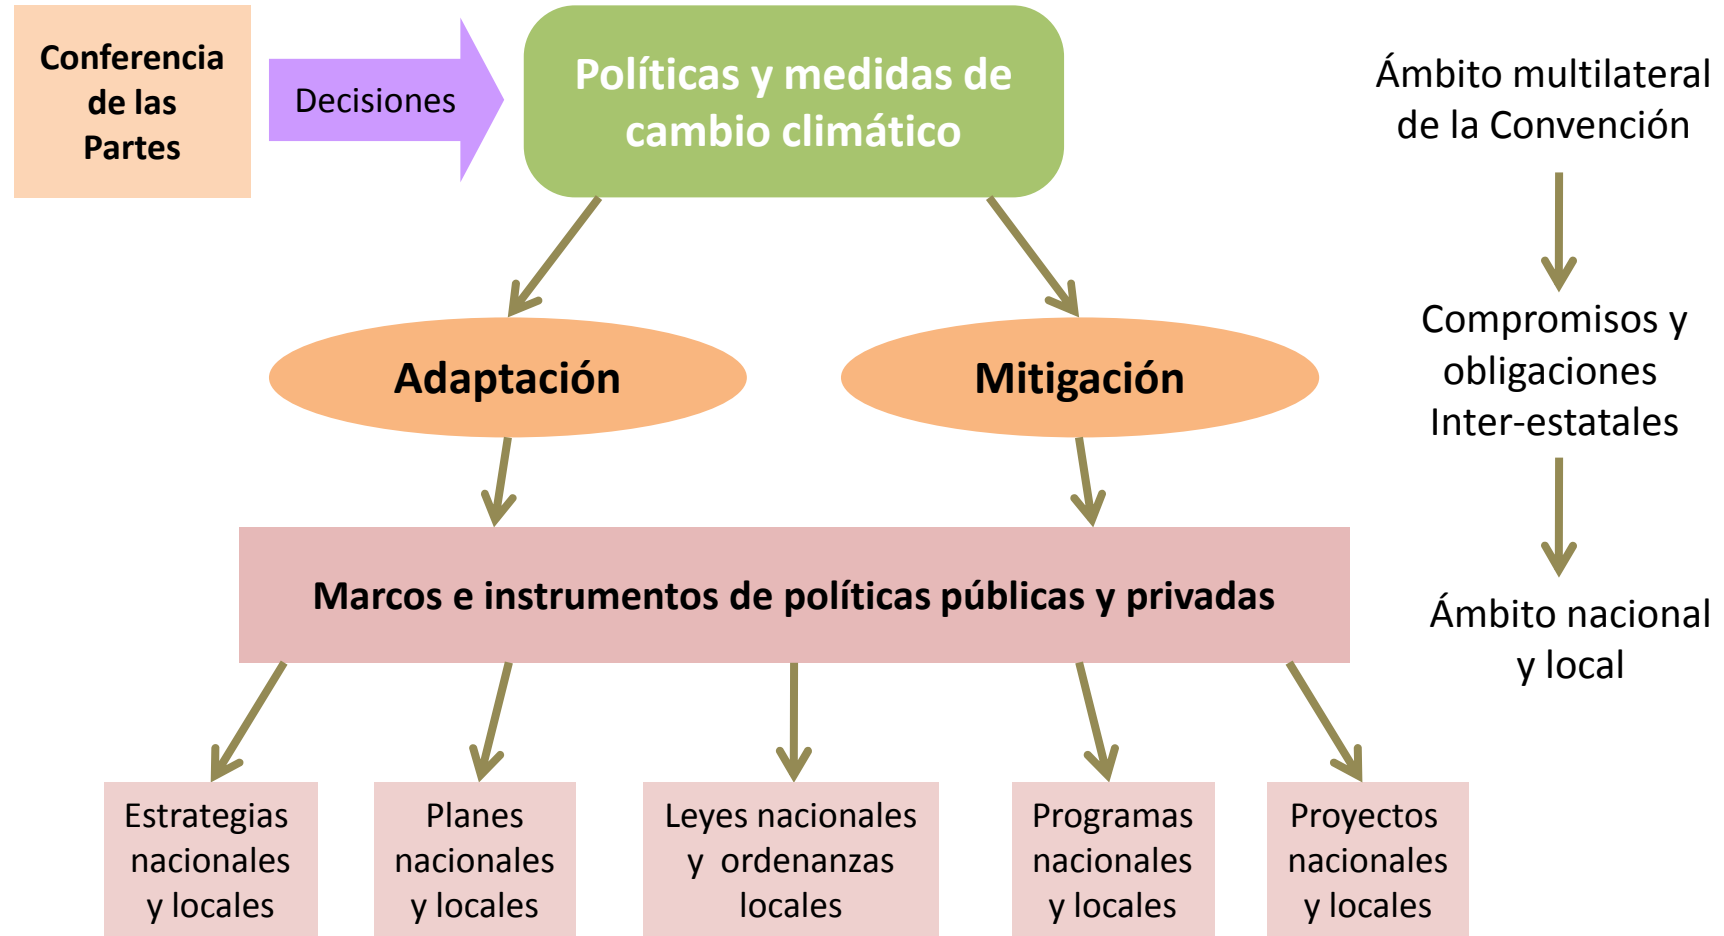 Conferencia
de las
Partes
Decisiones
Políticas y medidas de
cambio climático
Ámbito multilateral
de la Convención
Adaptación
Mitigación
Compromisos y
obligaciones
Inter-estatales
Marcos e instrumentos de políticas públicas y privadas
Ámbito nacional
y local
Estrategias
nacionales
y locales
Planes
nacionales
y locales
Leyes nacionales
y ordenanzas
locales
Programas
nacionales
y locales
Proyectos
nacionales
y locales